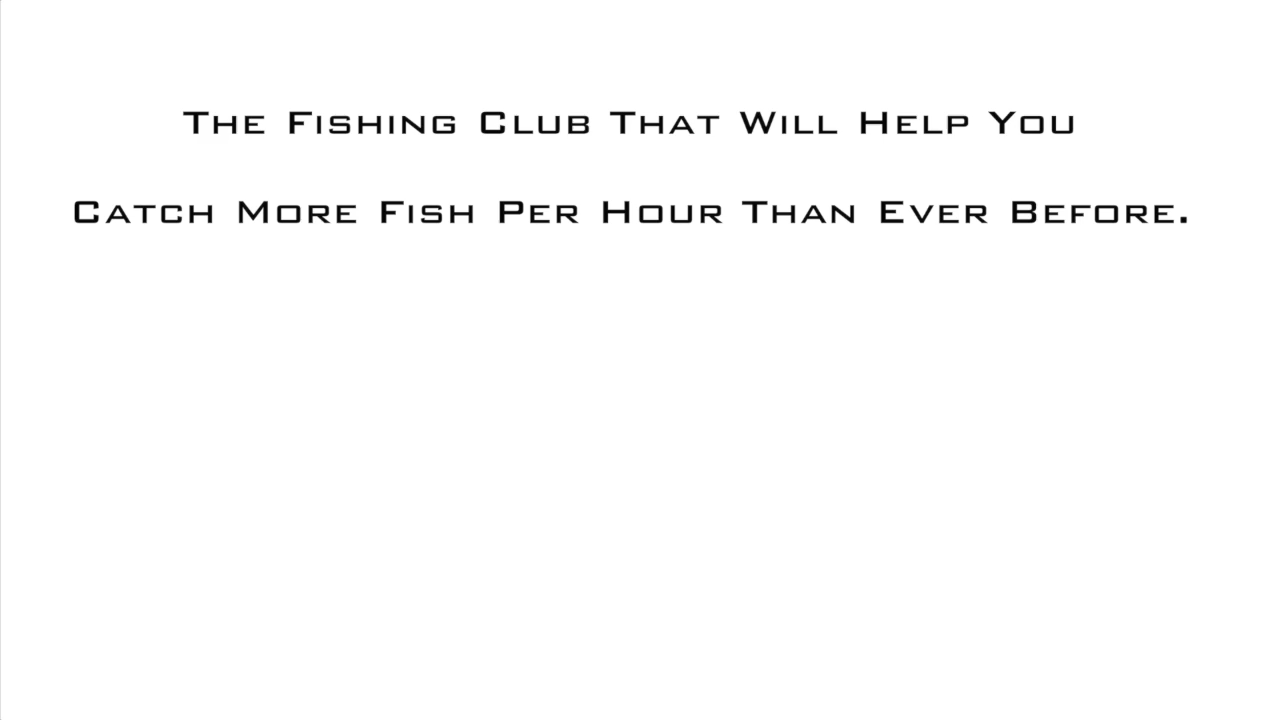 The Fishing Club That Will Help You
Catch More Fish Per Hour Than Ever Before.